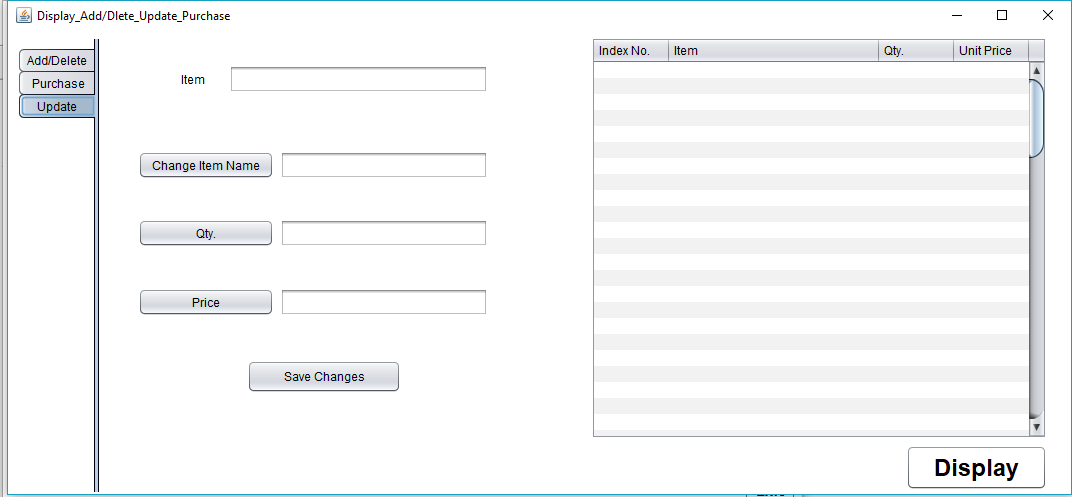 Display_Add/Dlete_Update_Purchase
Add/Delete
Purchase
Update
Item
Change Item Name
Qty.
Price
Save Changes
Index No. Item Qty. Unit Price
Display